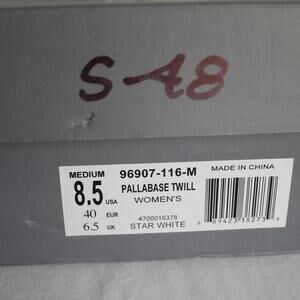 S-48
MEDIUM 96907-116-M MADE IN CHINA
8.5 USA PALLABASE TWILL
WOMEN'S
40 EUR 4700016378
6.5 UK STAR WHITE